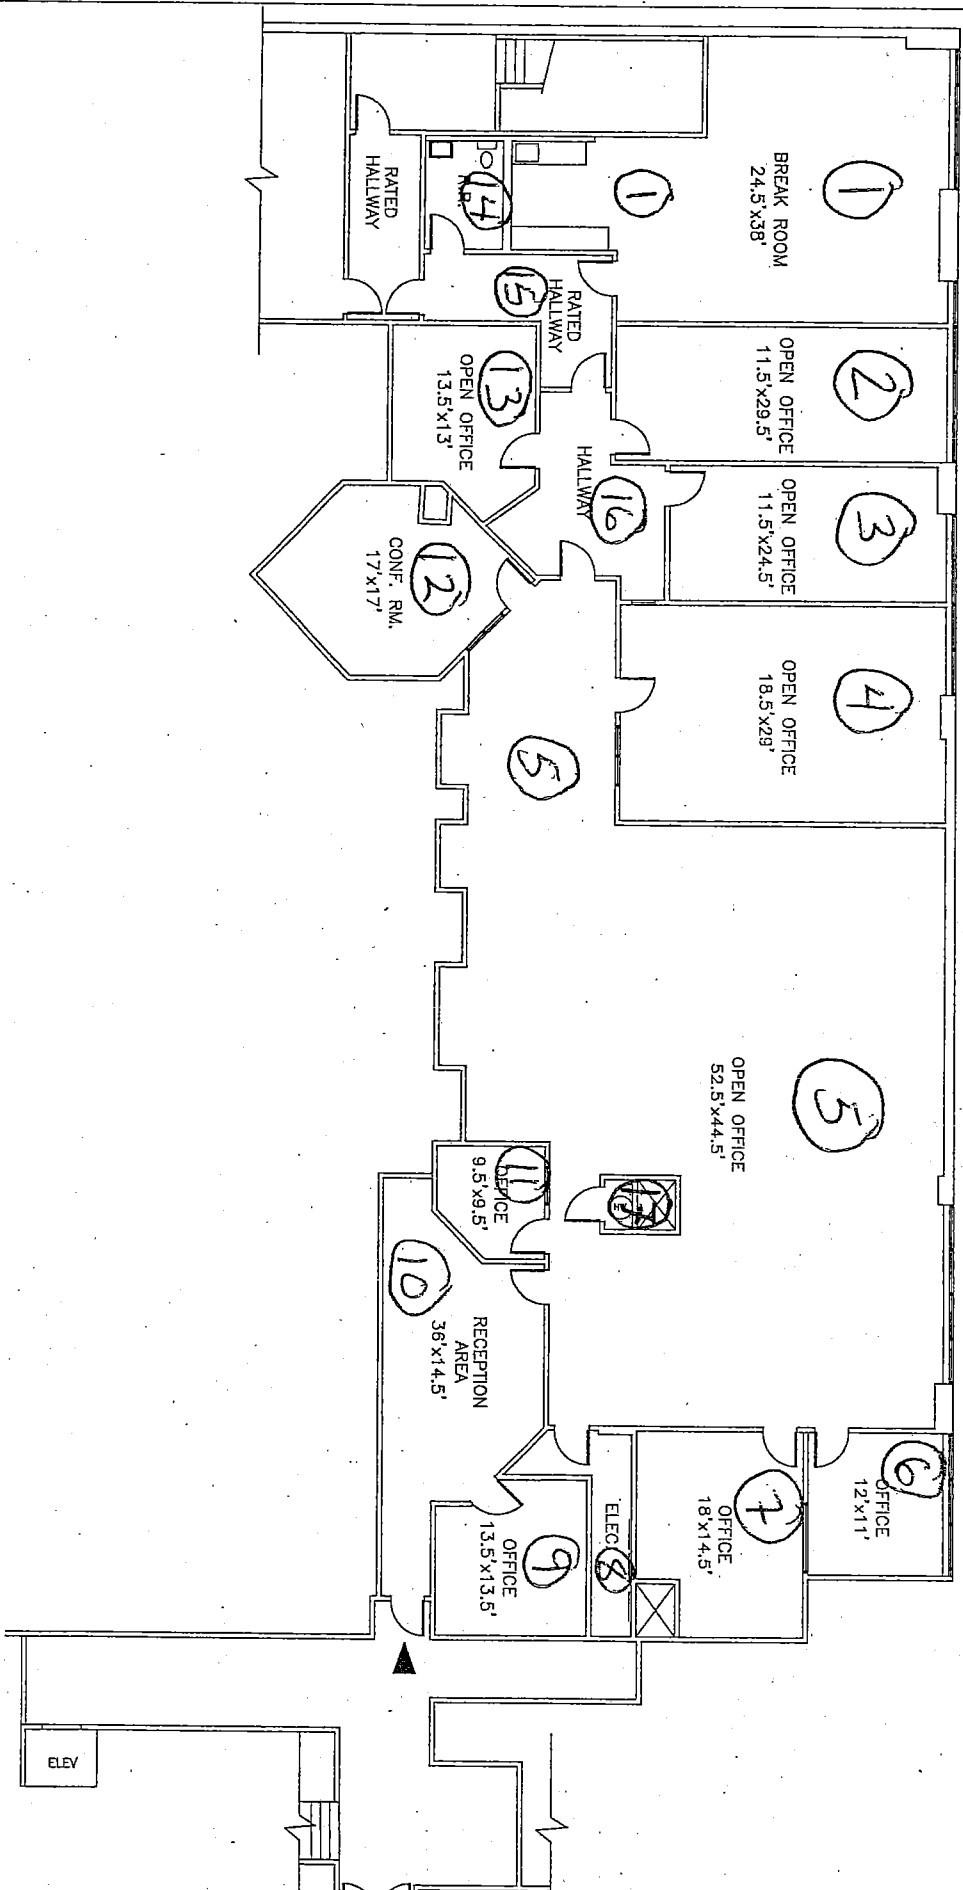 1
BREAK ROOM
24.5'x38'
1
14
RATED
HALLWAY
15
RATED
HALLWAY
2
OPEN OFFICE
11.5'x29.5'
13
OPEN OFFICE
13.5'x13'
3
OPEN OFFICE
11.5'x24.5'
16
HALLWAY
12
CONF. RM.
17'x17'
4
OPEN OFFICE
18.5'x29'
5
5
OPEN OFFICE
52.5'x44.5'
11
OFFICE
9.5'x9.5'
10
RECEPTION
AREA
36'x14.5'
6
OFFICE
12'x11'
7
OFFICE
18'x14.5'
ELEC
8
9
OFFICE
13.5'x13.5'
ELEV